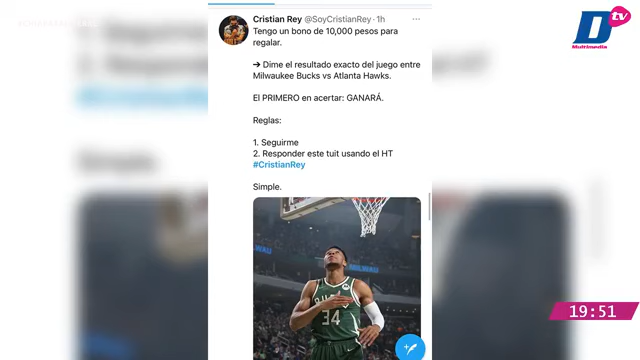 Cristian Rey @SoyCristianRey · 1h
Tengo un bono de 10,000 pesos para
regalar.
➔ Dime el resultado exacto del juego entre
Milwaukee Bucks vs Atlanta Hawks.
El PRIMERO en acertar: GANARÁ.
Reglas:
1. Seguirme
2. Responder este tuit usando el HT
#CristianRey
Simple.
34
D tv
Multimedia
19:51